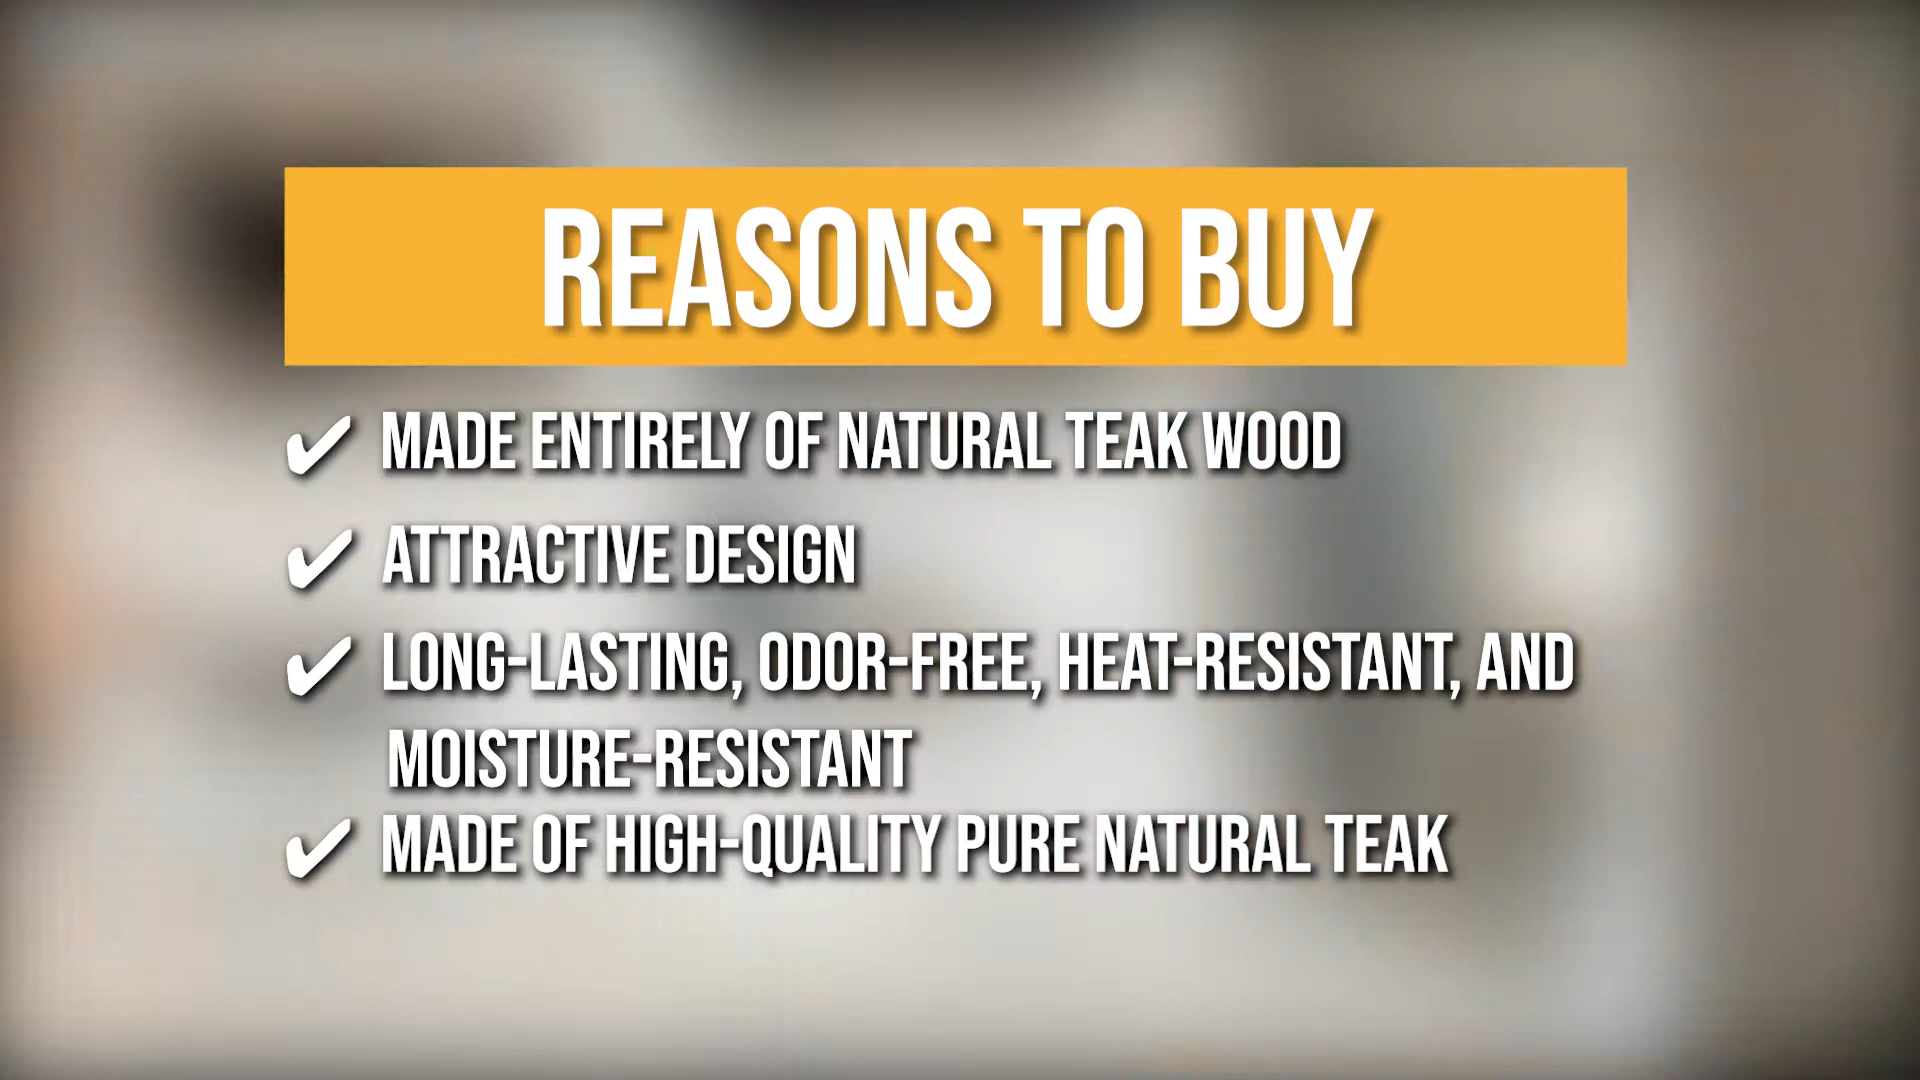 REASONS TO BUY
✔ MADE ENTIRELY OF NATURAL TEAK WOOD
✔ ATTRACTIVE DESIGN
✔ LONG-LASTING, ODOR-FREE, HEAT-RESISTANT, AND
MOISTURE-RESISTANT
✔ MADE OF HIGH-QUALITY PURE NATURAL TEAK